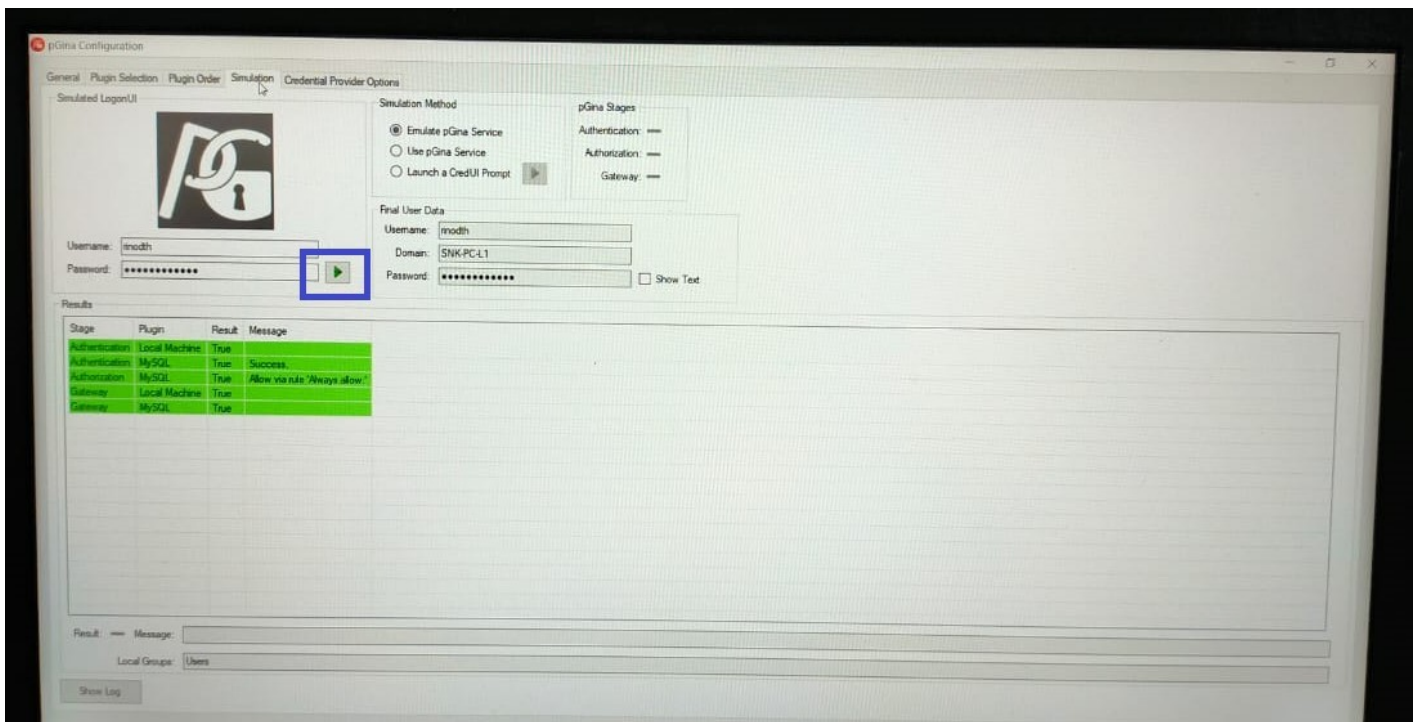 pGina Configuration
General Plugin Selection Plugin Order Simulation Credential Provider Options
Simulated LogonUI
Username:
Password:
Simulation Method
Emulate pGina Service
Use pGina Service
Launch a CredUI Prompt
pGina Stages
Authentication:
Authorization:
Gateway:
Final User Data
Username:
Domain: SNK-PC-L1
Password:
Show Text
Results
Stage Plugin Result Message
Authentication Local Machine True
Authentication MySQL True Success.
Authorization MySQL True Allow via rule 'Always allow.'
Gateway Local Machine True
Gateway MySQL True
Result: Message:
Local Groups: Users
Show Log